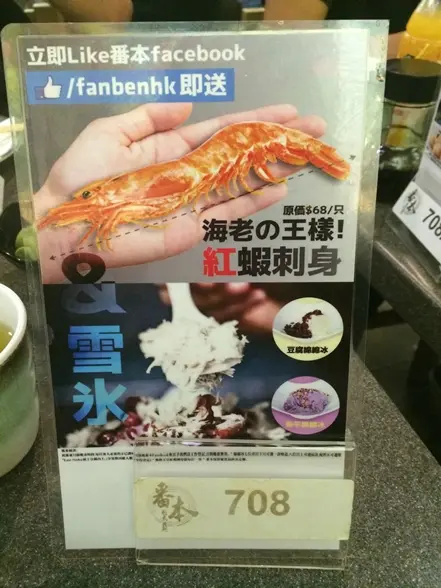 立即Like番本facebook
/fanbenhk 即送
原價$68/只
海老の王樣!
紅蝦刺身
&雪氷
豆腐綿綿冰
番本
708
708